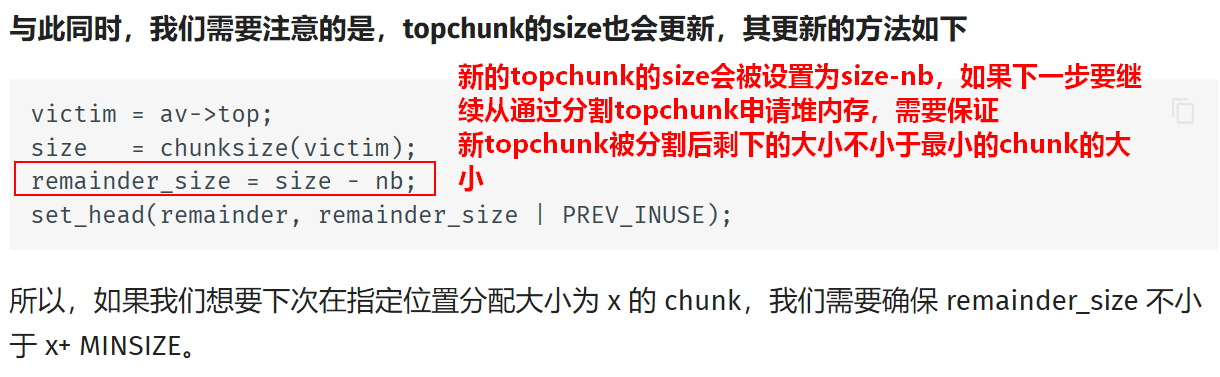 与此同时，我们需要注意的是，topchunk的size也会更新，其更新的方法如下
新的topchunk的size会被设置为size-nb，如果下一步要继
续从通过分割topchunk申请堆内存，需要保证
新topchunk被分割后剩下的大小不小于最小的chunk的大
小
victim = av->top;
size   = chunksize(victim);
remainder_size = size - nb;
set_head(remainder, remainder_size | PREV_INUSE);
所以，如果我们想要下次在指定位置分配大小为 x 的 chunk，我们需要确保 remainder_size 不小
于 x+ MINSIZE。